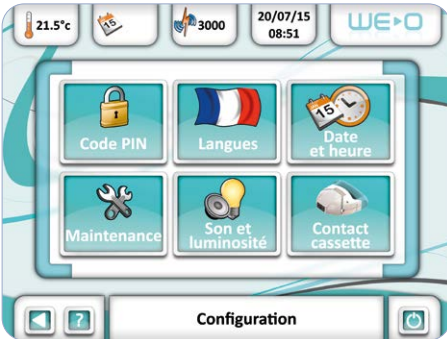 21.5°c
15
3000
20/07/15
08:51
WE▸O
Code PIN
Langues
15
Date
et heure
Maintenance
Son et
luminosité
Contact
cassette
?
Configuration